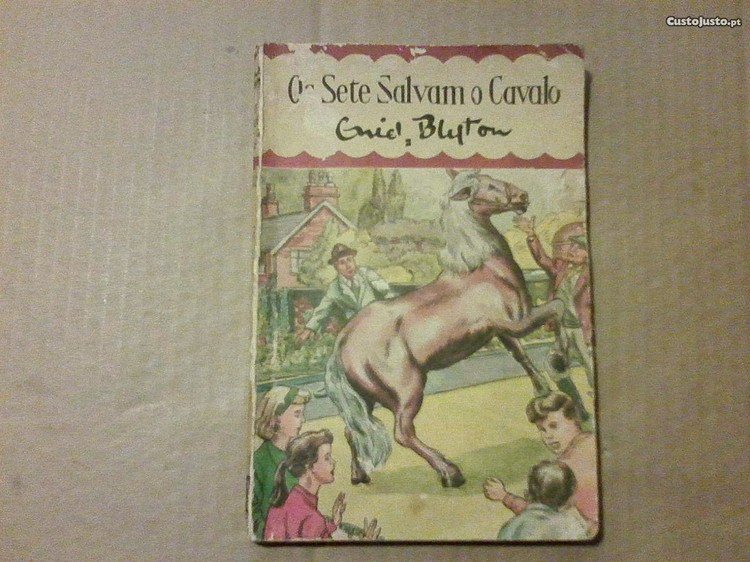 CustoJusto.pt
Os Sete Salvam o Cavalo
Enid Blyton